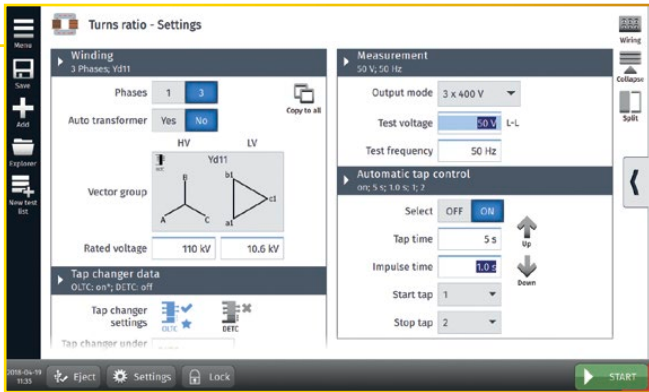 Turns ratio - Settings
Menu
Save
Add
Explorer
New test
list
Winding
3 Phases; Yd11
Phases 1 3
Copy to all
Auto transformer Yes No
HV LV
Yd11
Vector group
B
A C
b1
c1
a1
Rated voltage 110 kV 10.6 kV
Tap changer data
OLTC: on*; DETC: off
Tap changer
settings
OLTC DETC
Tap changer under
Measurement
50 V; 50 Hz
Output mode 3 x 400 V
Test voltage 50 V L-L
Test frequency 50 Hz
Automatic tap control
on; 5 s; 1.0 s; 1; 2
Select OFF ON
Tap time 5 s
Up
Impulse time 1.0 s
Down
Start tap 1
Stop tap 2
Wiring
Collapse
Split
2018-04-19
11:35
Eject Settings Lock START